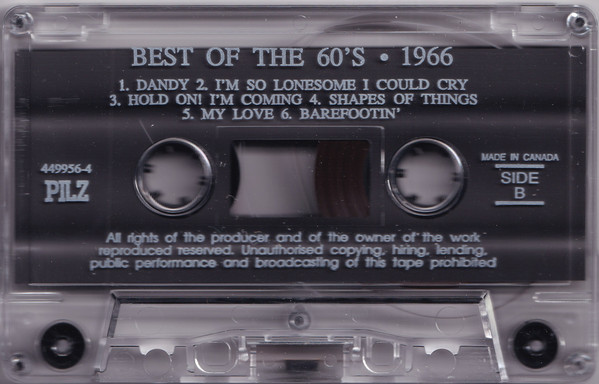 BEST OF THE 60'S • 1966
1. DANDY 2. I'M SO LONESOME I COULD CRY
3. HOLD ON! I'M COMING 4. SHAPES OF THINGS
5. MY LOVE 6. BAREFOOTIN'
449956-4
PILZ
MADE IN CANADA
SIDE
B
All rights of the producer and of the owner of the work
reproduced reserved. Unauthorised copying, hiring, lending,
public performance and broadcasting of this tape prohibited